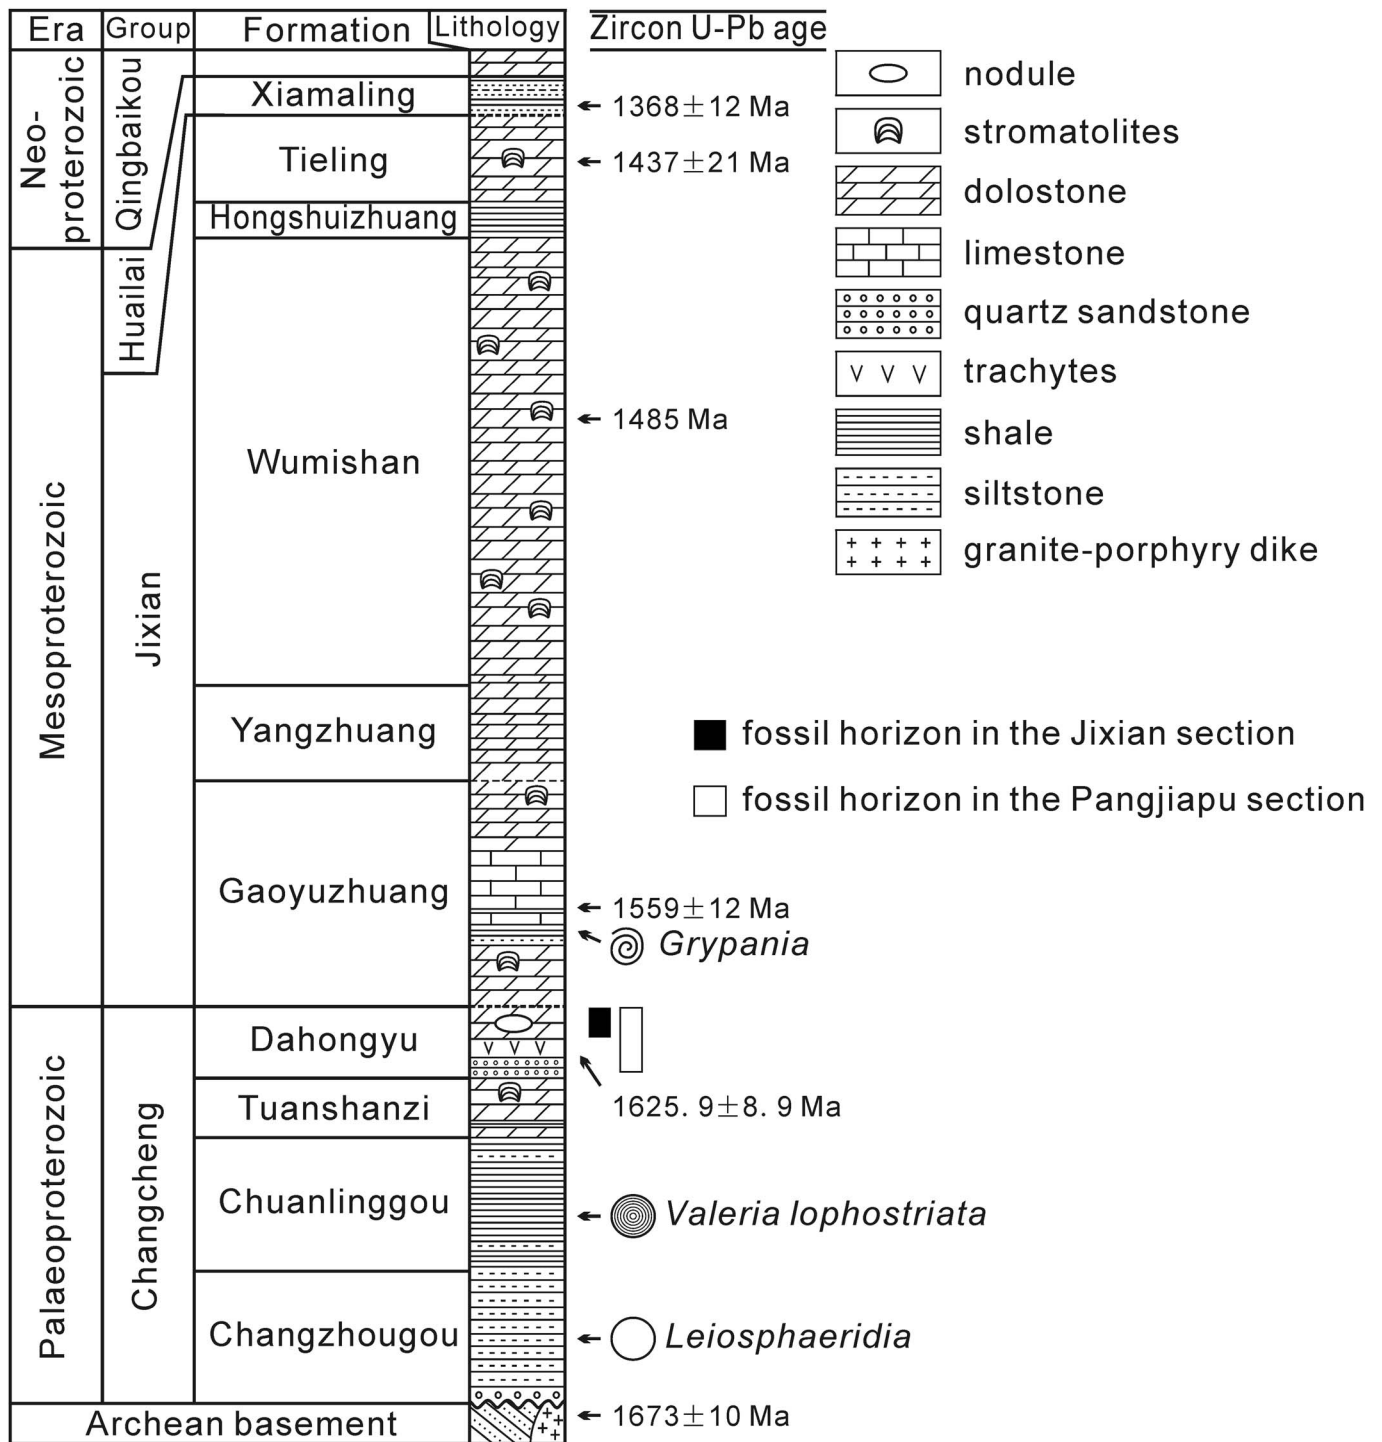 Era
Group
Formation
Lithology
Zircon U-Pb age
Neo-
proterozoic
Mesoproterozoic
Palaeoproterozoic
Qingbaikou
Huailai
Jixian
Changcheng
Xiamaling
Tieling
Hongshuizhuang
Wumishan
Yangzhuang
Gaoyuzhuang
Dahongyu
Tuanshanzi
Chuanlinggou
Changzhougou
Archean basement
1368±12 Ma
1437±21 Ma
1485 Ma
1559±12 Ma
Grypania
1625. 9±8. 9 Ma
Valeria lophostriata
Leiosphaeridia
1673±10 Ma
nodule
stromatolites
dolostone
limestone
quartz sandstone
trachytes
shale
siltstone
granite-porphyry dike
fossil horizon in the Jixian section
fossil horizon in the Pangjiapu section